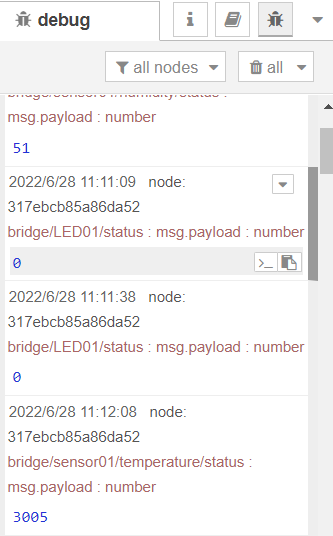 debug
all nodes
all
bridge/sensor01/humidity/status :
msg.payload : number
51
2022/6/28 11:11:09 node:
317ebcb85a86da52
bridge/LED01/status : msg.payload : number
0
2022/6/28 11:11:38 node:
317ebcb85a86da52
bridge/LED01/status : msg.payload : number
0
2022/6/28 11:12:08 node:
317ebcb85a86da52
bridge/sensor01/temperature/status :
msg.payload : number
3005